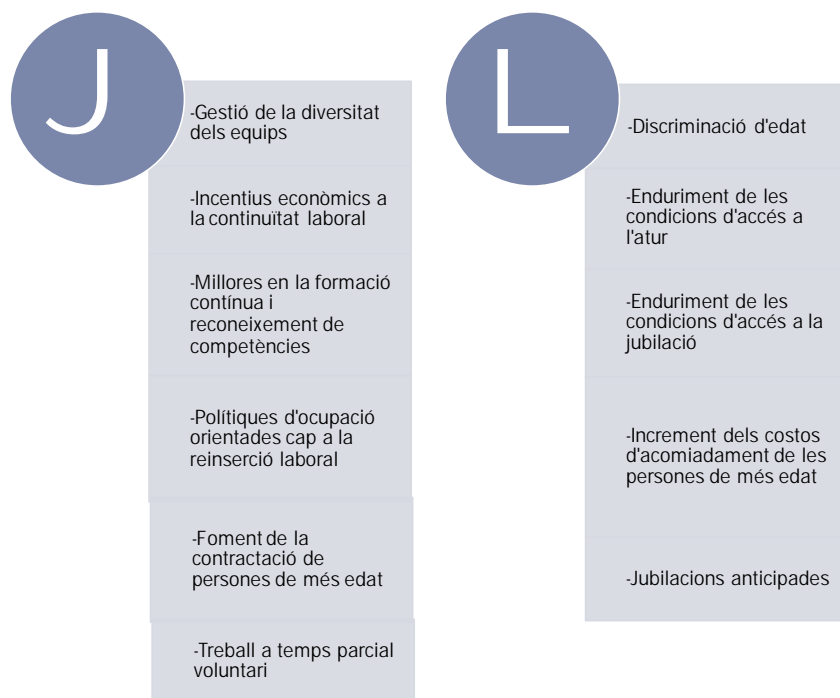 J
-Gestió de la diversitat
dels equips
-Incentius econòmics a
la continuïtat laboral
-Millores en la formació
contínua i
reconeixement de
competències
-Polítiques d'ocupació
orientades cap a la
reinserció laboral
-Foment de la
contractació de
persones de més edat
-Treball a temps parcial
voluntari
L
-Discriminació d'edat
-Enduriment de les
condicions d'accés a
l'atur
-Enduriment de les
condicions d'accés a la
jubilació
-Increment dels costos
d'acomiadament de les
persones de més edat
-Jubilacions anticipades